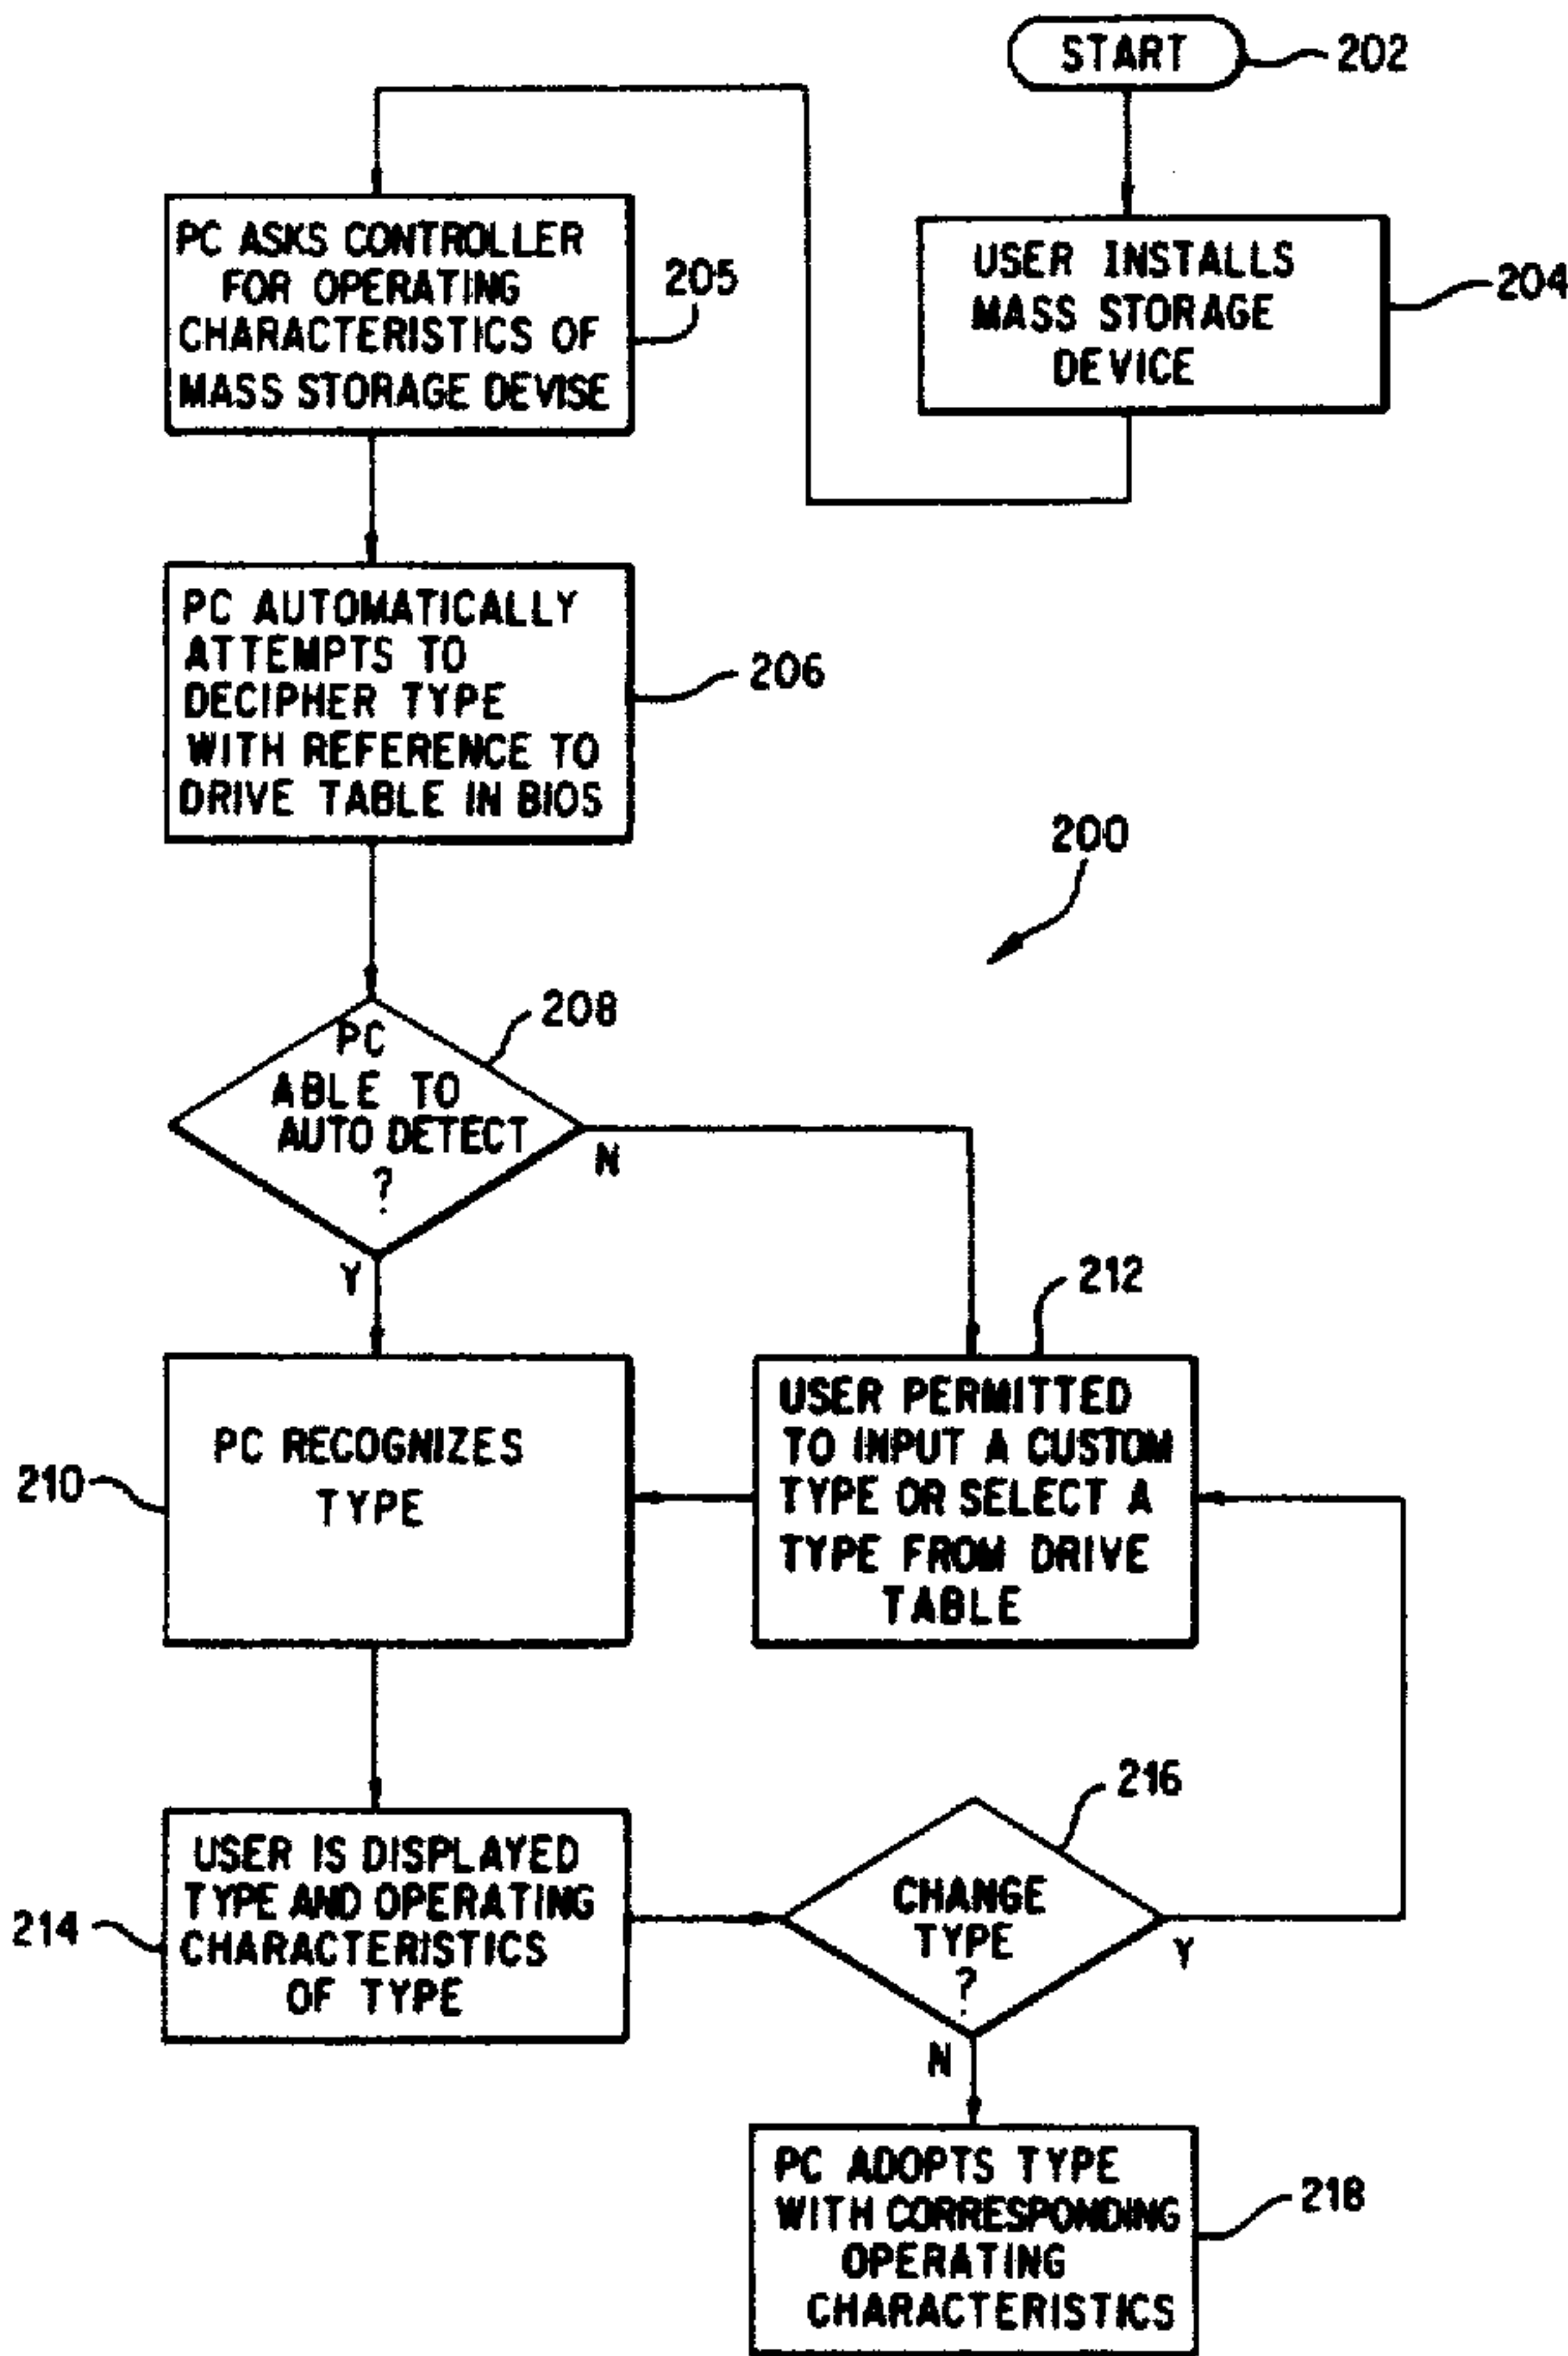 START
202
USER INSTALLS
MASS STORAGE
DEVICE
204
PC ASKS CONTROLLER
FOR OPERATING
CHARACTERISTICS OF
MASS STORAGE DEVISE
205
PC AUTOMATICALLY
ATTEMPTS TO
DECIPHER TYPE
WITH REFERENCE TO
DRIVE TABLE IN BIOS
206
200
PC
ABLE TO
AUTO DETECT
?
208
N
Y
PC RECOGNIZES
TYPE
210
USER PERMITTED
TO INPUT A CUSTOM
TYPE OR SELECT A
TYPE FROM DRIVE
TABLE
212
USER IS DISPLAYED
TYPE AND OPERATING
CHARACTERISTICS
OF TYPE
214
CHANGE
TYPE
?
216
Y
N
PC ADOPTS TYPE
WITH CORRESPONDING
OPERATING
CHARACTERISTICS
218